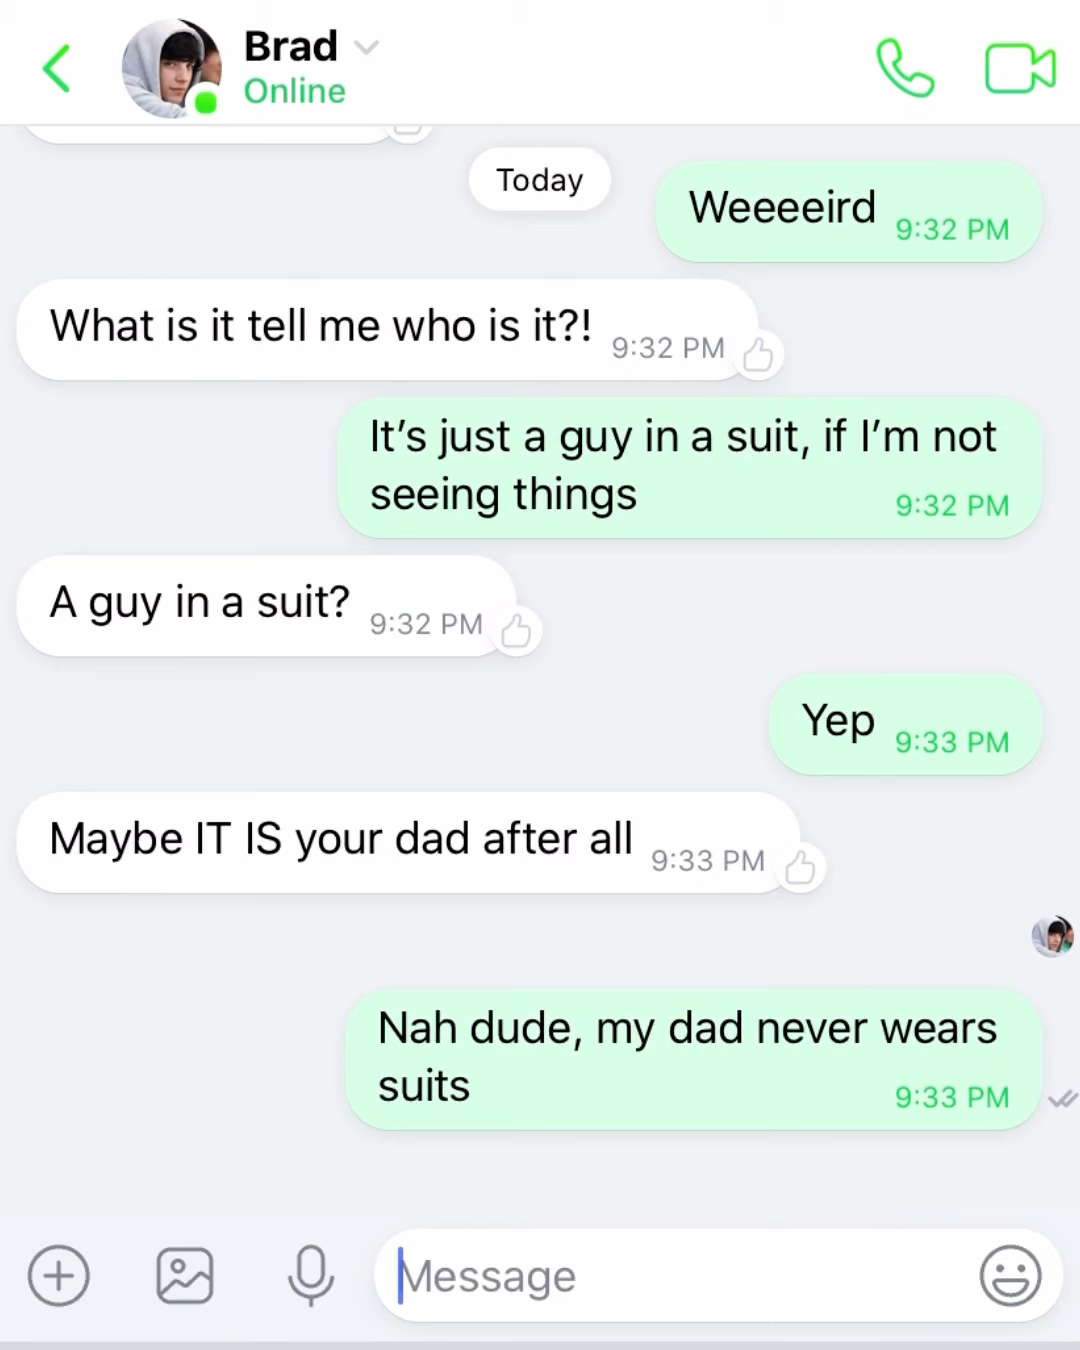 Brad
Online
Today
Weeeeird 9:32 PM
What is it tell me who is it?! 9:32 PM
It’s just a guy in a suit, if I’m not
seeing things 9:32 PM
A guy in a suit? 9:32 PM
Yep 9:33 PM
Maybe IT IS your dad after all 9:33 PM
Nah dude, my dad never wears
suits 9:33 PM
Message